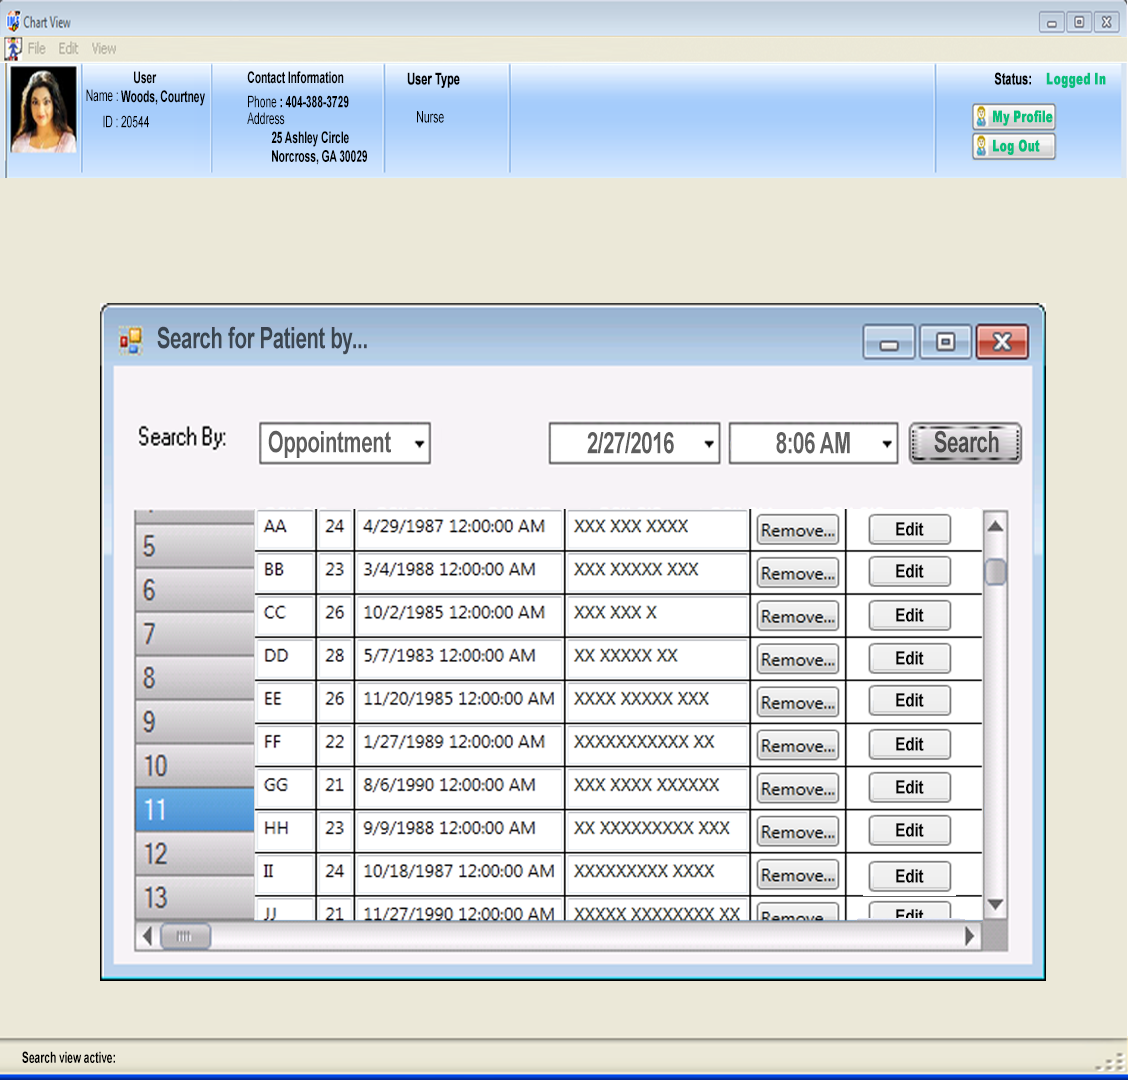 Chart View
File Edit View
User
Name : Woods, Courtney
ID : 20544
Contact Information
Phone : 404-388-3729
Address
25 Ashley Circle
Norcross, GA 30029
User Type
Nurse
Status: Logged In
My Profile
Log Out
Search for Patient by...
Search By: Oppointment 2/27/2016 8:06 AM Search
AA 24 4/29/1987 12:00:00 AM XXX XXX XXXX Remove... Edit
5
BB 23 3/4/1988 12:00:00 AM XXX XXXXX XXX Remove... Edit
6
CC 26 10/2/1985 12:00:00 AM XXX XXX X Remove... Edit
7
DD 28 5/7/1983 12:00:00 AM XX XXXXX XX Remove... Edit
8
EE 26 11/20/1985 12:00:00 AM XXXX XXXXX XXX Remove... Edit
9
FF 22 1/27/1989 12:00:00 AM XXXXXXXXXXX XX Remove... Edit
10
GG 21 8/6/1990 12:00:00 AM XXX XXXX XXXXXX Remove... Edit
11
HH 23 9/9/1988 12:00:00 AM XX XXXXXXXXX XXX Remove... Edit
12
II 24 10/18/1987 12:00:00 AM XXXXXXXXX XXXX Remove... Edit
13
JJ 21 11/27/1990 12:00:00 AM XXXXX XXXXXXXX XX Remove... Edit
Search view active: